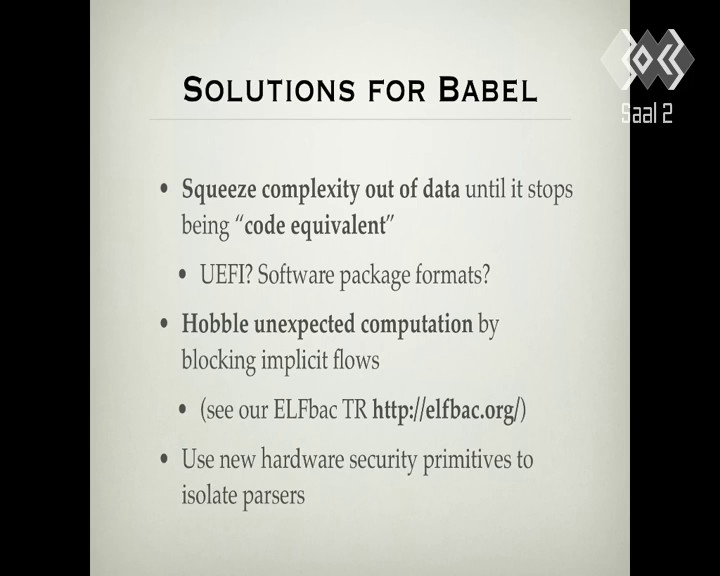 Solutions for Babel
Saal 2
• Squeeze complexity out of data until it stops
being “code equivalent”
• UEFI? Software package formats?
• Hobble unexpected computation by
blocking implicit flows
• (see our ELFbac TR http://elfbac.org/)
• Use new hardware security primitives to
isolate parsers